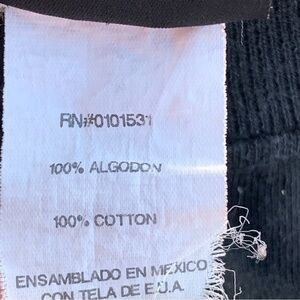 RN#0101531
100% ALGODON
100% COTTON
ENSAMBLADO EN MEXICO
CON TELA DE E.U.A.